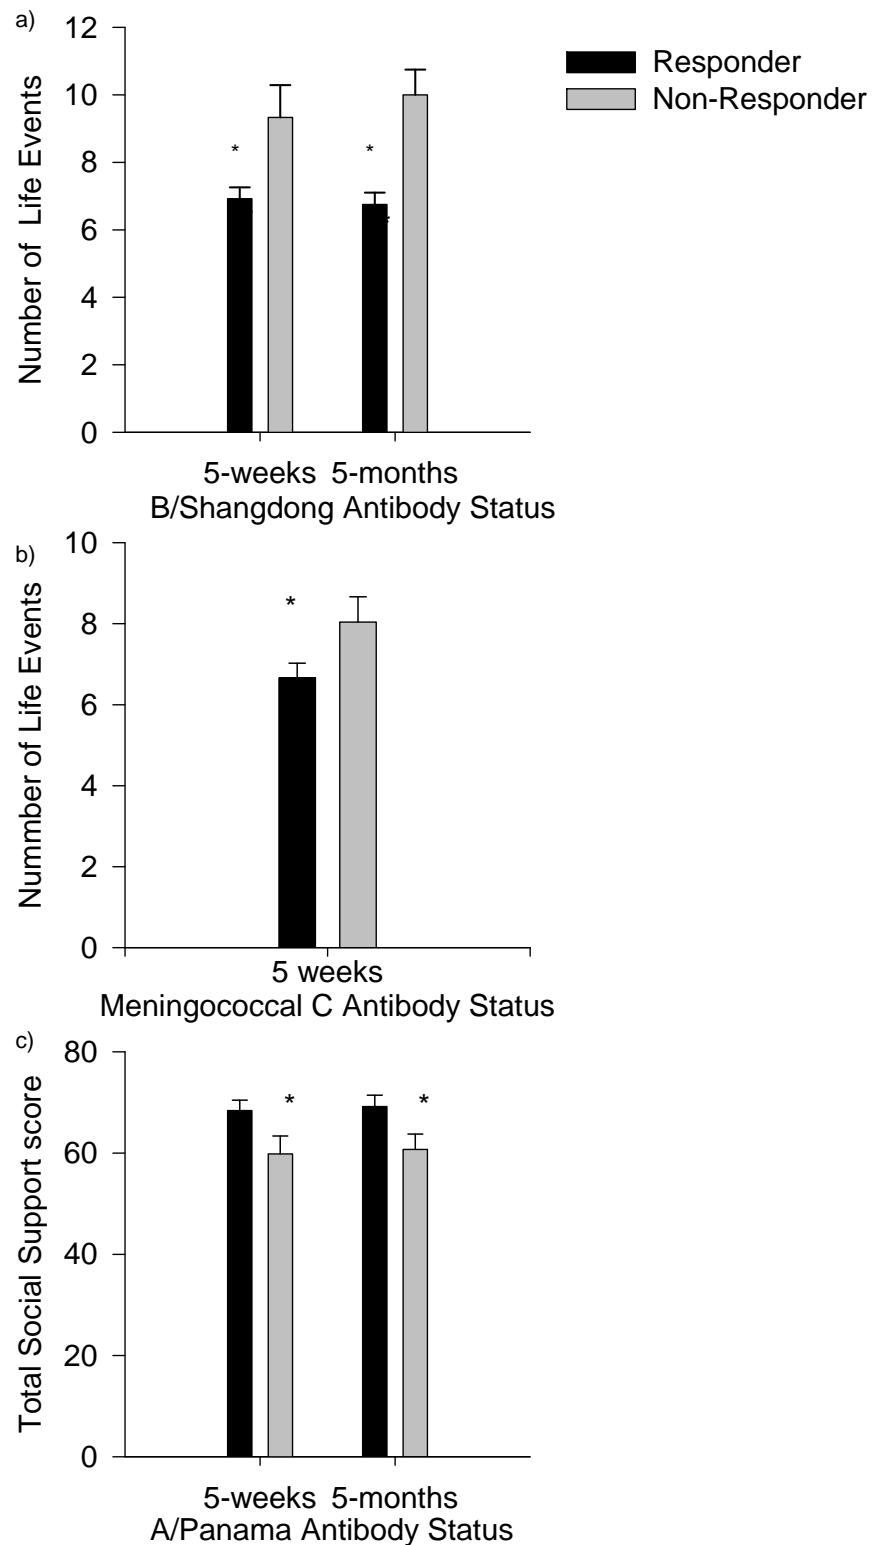 a)
12
10
8
6
4
2
0
Number of Life Events
*
*
*
Responder
Non-Responder
5-weeks 5-months
B/Shangdong Antibody Status
b)
10
8
6
4
2
0
Nummber of Life Events
*
5 weeks
Meningococcal C Antibody Status
c)
80
60
40
20
0
Total Social Support score
*
*
5-weeks 5-months
A/Panama Antibody Status